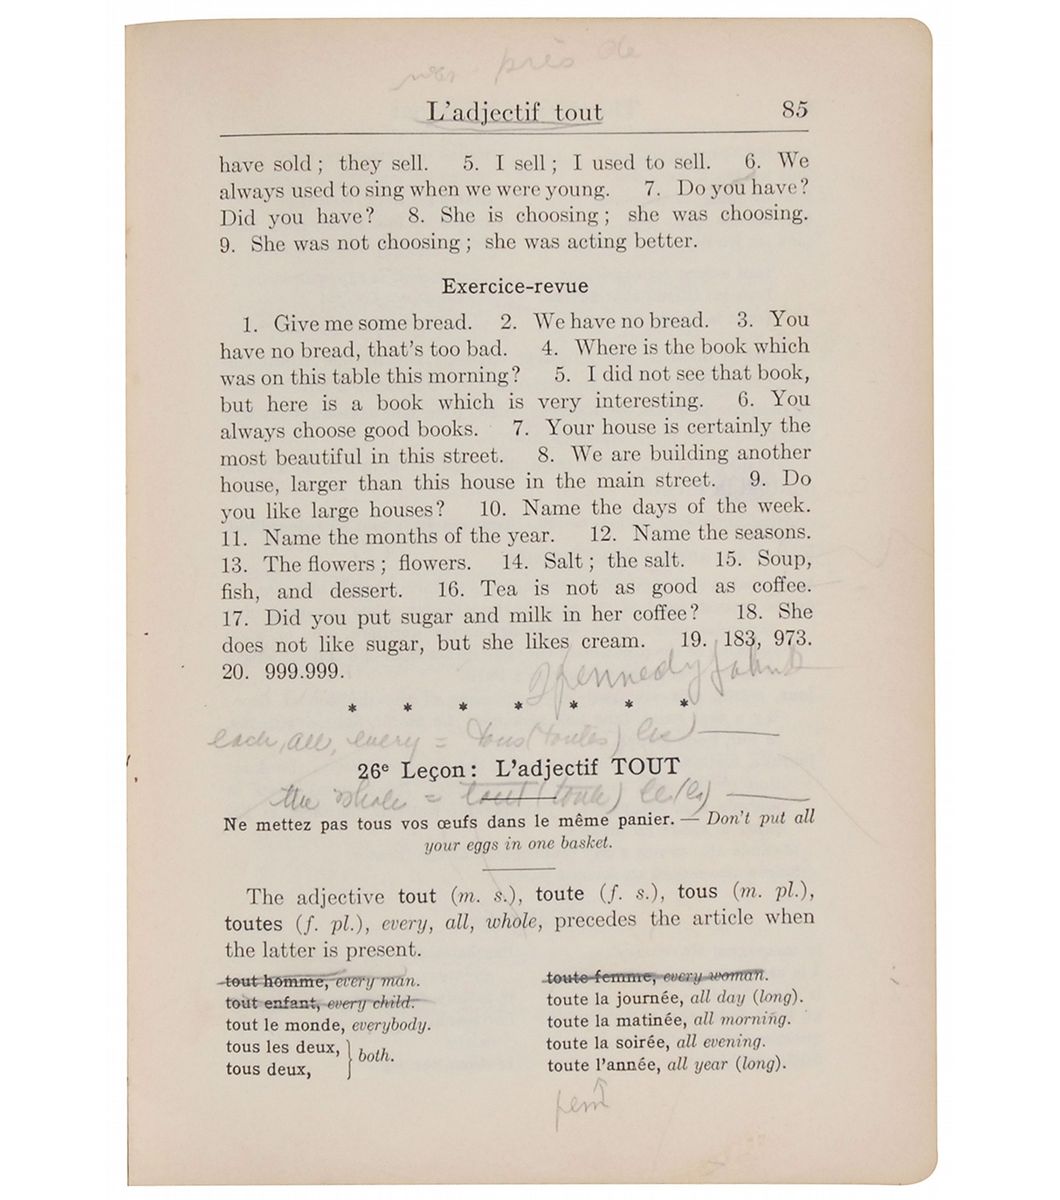 près de
L'adjectif tout 85
have sold; they sell. 5. I sell; I used to sell. 6. We
always used to sing when we were young. 7. Do you have?
Did you have? 8. She is choosing; she was choosing.
9. She was not choosing; she was acting better.
Exercice-revue
1. Give me some bread. 2. We have no bread. 3. You
have no bread, that's too bad. 4. Where is the book which
was on this table this morning? 5. I did not see that book,
but here is a book which is very interesting. 6. You
always choose good books. 7. Your house is certainly the
most beautiful in this street. 8. We are building another
house, larger than this house in the main street. 9. Do
you like large houses? 10. Name the days of the week.
11. Name the months of the year. 12. Name the seasons.
13. The flowers; flowers. 14. Salt; the salt. 15. Soup,
fish, and dessert. 16. Tea is not as good as coffee.
17. Did you put sugar and milk in her coffee? 18. She
does not like sugar, but she likes cream. 19. 183, 973.
20. 999.999.
* * * * * * *
each, all, every = tous (toutes) les
26e Leçon: L'adjectif TOUT
the whole = tout (toute) le (la)
Ne mettez pas tous vos œufs dans le même panier. — Don't put all
your eggs in one basket.
The adjective tout (m. s.), toute (f. s.), tous (m. pl.),
toutes (f. pl.), every, all, whole, precedes the article when
the latter is present.
tout homme, every man.
tout enfant, every child.
tout le monde, everybody.
tous les deux, } both.
tous deux,
toute femme, every woman.
toute la journée, all day (long).
toute la matinée, all morning.
toute la soirée, all evening.
toute l'année, all year (long).
fem